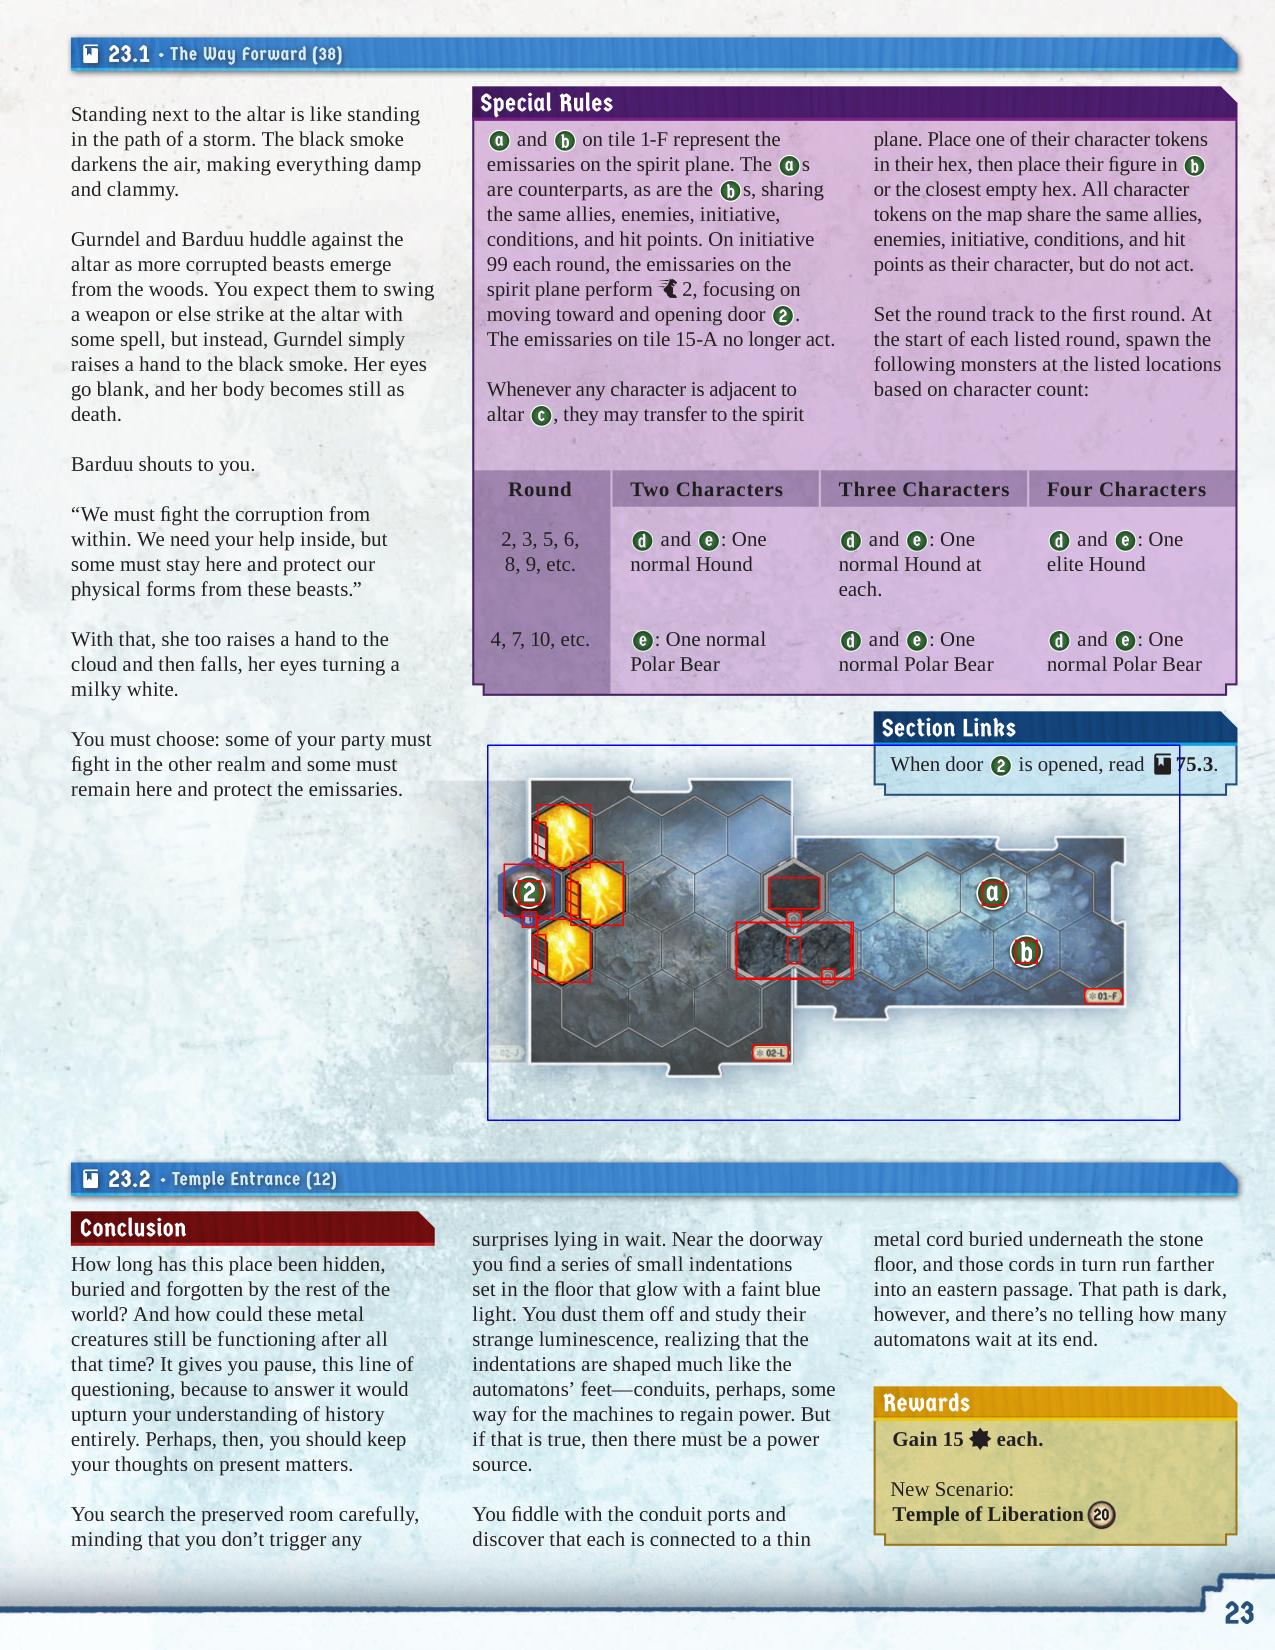 23.1 • The Way Forward (38)
Standing next to the altar is like standing
in the path of a storm. The black smoke
darkens the air, making everything damp
and clammy.
Gurndel and Barduu huddle against the
altar as more corrupted beasts emerge
from the woods. You expect them to swing
a weapon or else strike at the altar with
some spell, but instead, Gurndel simply
raises a hand to the black smoke. Her eyes
go blank, and her body becomes still as
death.
Barduu shouts to you.
“We must fight the corruption from
within. We need your help inside, but
some must stay here and protect our
physical forms from these beasts.”
With that, she too raises a hand to the
cloud and then falls, her eyes turning a
milky white.
You must choose: some of your party must
fight in the other realm and some must
remain here and protect the emissaries.
Special Rules
a and b on tile 1-F represent the
emissaries on the spirit plane. The a s
are counterparts, as are the b s, sharing
the same allies, enemies, initiative,
conditions, and hit points. On initiative
99 each round, the emissaries on the
spirit plane perform 2, focusing on
moving toward and opening door 2.
The emissaries on tile 15-A no longer act.
Whenever any character is adjacent to
altar c, they may transfer to the spirit
plane. Place one of their character tokens
in their hex, then place their figure in b
or the closest empty hex. All character
tokens on the map share the same allies,
enemies, initiative, conditions, and hit
points as their character, but do not act.
Set the round track to the first round. At
the start of each listed round, spawn the
following monsters at the listed locations
based on character count:
Round Two Characters Three Characters Four Characters
2, 3, 5, 6, d and e: One d and e: One d and e: One
8, 9, etc. normal Hound normal Hound at elite Hound
each.
4, 7, 10, etc. e: One normal d and e: One d and e: One
Polar Bear normal Polar Bear normal Polar Bear
Section Links
When door 2 is opened, read 75.3.
2
a
b
01-F
02-J
02-L
23.2 • Temple Entrance (12)
Conclusion
How long has this place been hidden,
buried and forgotten by the rest of the
world? And how could these metal
creatures still be functioning after all
that time? It gives you pause, this line of
questioning, because to answer it would
upturn your understanding of history
entirely. Perhaps, then, you should keep
your thoughts on present matters.
You search the preserved room carefully,
minding that you don’t trigger any
surprises lying in wait. Near the doorway
you find a series of small indentations
set in the floor that glow with a faint blue
light. You dust them off and study their
strange luminescence, realizing that the
indentations are shaped much like the
automatons’ feet—conduits, perhaps, some
way for the machines to regain power. But
if that is true, then there must be a power
source.
You fiddle with the conduit ports and
discover that each is connected to a thin
metal cord buried underneath the stone
floor, and those cords in turn run farther
into an eastern passage. That path is dark,
however, and there’s no telling how many
automatons wait at its end.
Rewards
Gain 15 each.
New Scenario:
Temple of Liberation 20
23